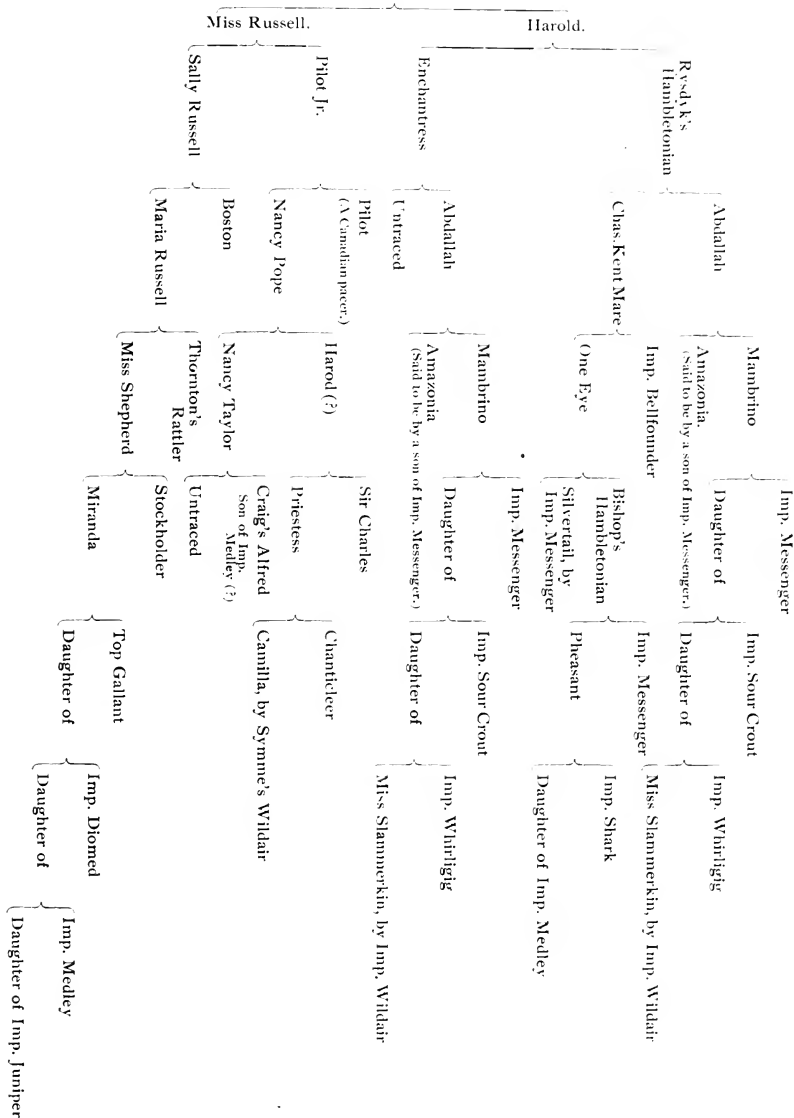 Harold.
Miss Russell.
Rysdyk's
Hambletonian
Enchantress
Pilot Jr.
Sally Russell
Abdallah
Chas. Kent Mare
Abdallah
Untraced
Pilot
(A Canadian pacer.)
Nancy Pope
Boston
Maria Russell
Mambrino
Amazonia.
(Said to be by a son of Imp. Messenger.)
Imp. Bellfounder
One Eye
Mambrino
Amazonia
(Said to be by a son of Imp. Messenger.)
Harod (?)
Nancy Taylor
Thornton's
Rattler
Miss Shepherd
Imp. Messenger
Daughter of
Bishop's
Hambletonian
Silvertail, by
Imp. Messenger
Imp. Messenger
Daughter of
Sir Charles
Priestess
Craig's Alfred
Son of Imp.
Medley (?)
Untraced
Stockholder
Miranda
Imp. Sour Crout
Daughter of
Imp. Messenger
Pheasant
Imp. Sour Crout
Daughter of
Chanticleer
Camilla, by Symme's Wildair
Top Gallant
Daughter of
Imp. Whirligig
Miss Slammerkin, by Imp. Wildair
Imp. Shark
Daughter of Imp. Medley
Imp. Whirligig
Miss Slammerkin, by Imp. Wildair
Imp. Diomed
Daughter of
Imp. Medley
Daughter of Imp. Juniper